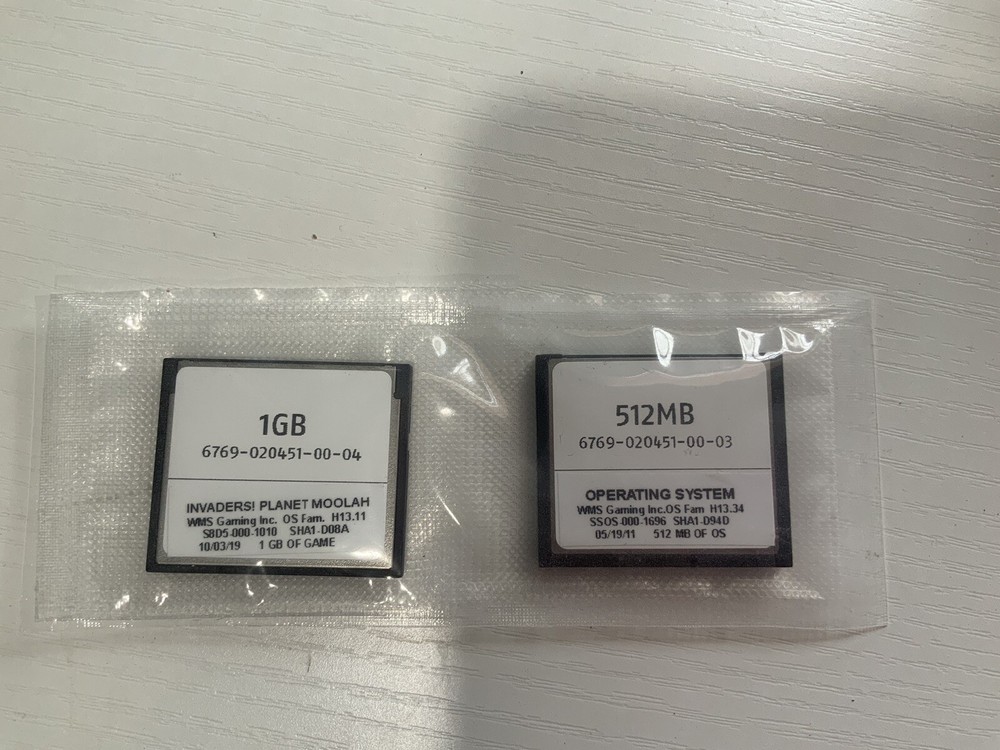 1GB
6769-020451-00-04
INVADERS! PLANET MOOLAH
WMS Gaming Inc. OS Fam. H13.11
S8D5-000-1010 SHA1-D08A
10/03/19 1 GB OF GAME
512MB
6769-020451-00-03
OPERATING SYSTEM
WMS Gaming Inc.OS Fam H13.34
SSOS-000-1696 SHA1-D94D
05/19/11 512 MB OF OS